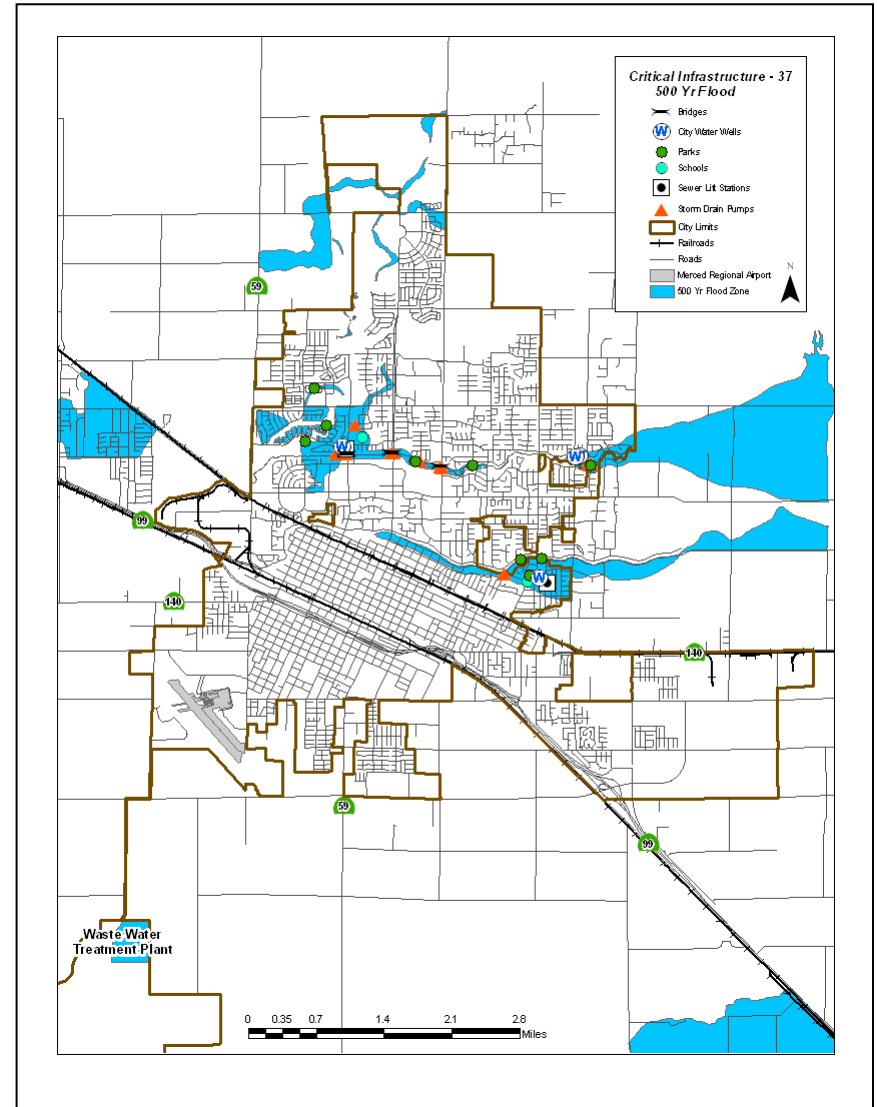 Critical Infrastructure - 37
500 Yr Flood
Bridges
W
City Water Wells
Parks
Schools
Sewer Lift Stations
Storm Drain Pumps
City Limits
Railroads
Roads
Merced Regional Airport
500 Yr Flood Zone
N
59
W
W
99
W
140
140
59
99
Waste Water
Treatment Plant
0 0.35 0.7 1.4 2.1 2.8
Miles